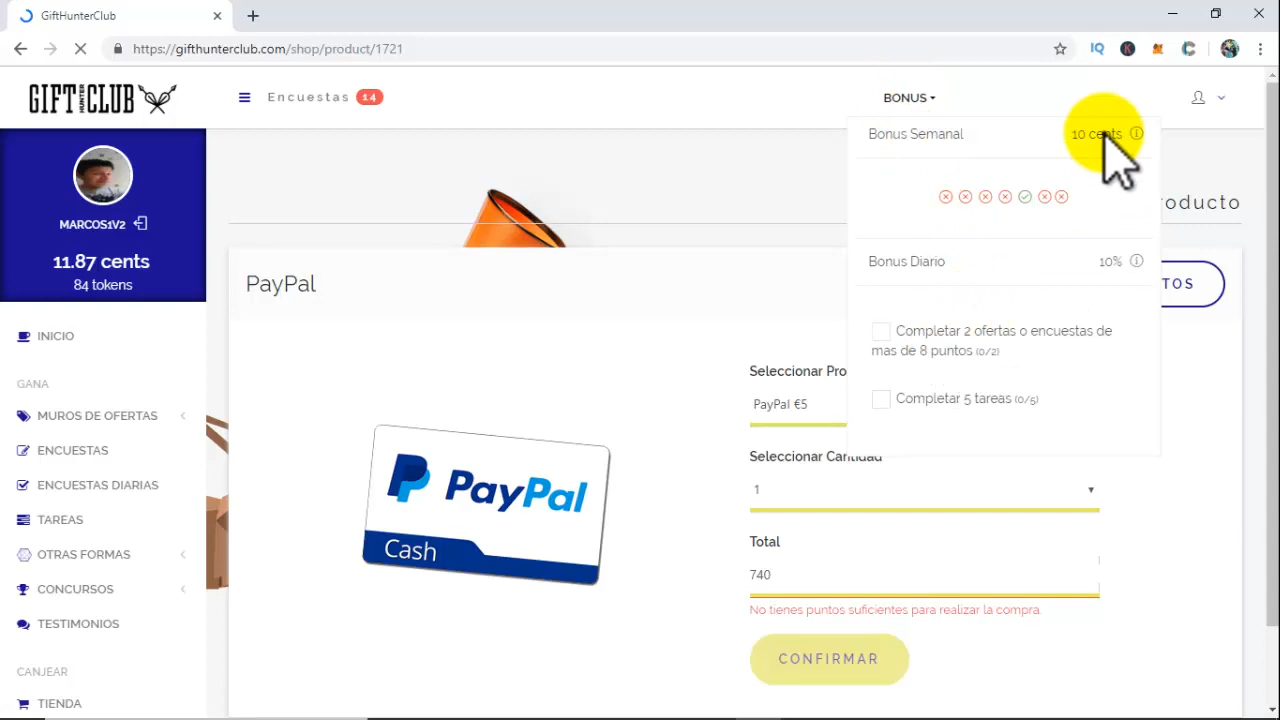 GiftHunterClub
https://gifthunterclub.com/shop/product/1721
IQ
K
C
GIFT HUNTER CLUB
Encuestas 14
BONUS
Bonus Semanal 10 cents
Bonus Diario 10%
Completar 2 ofertas o encuestas de
mas de 8 puntos (0/2)
Completar 5 tareas (0/5)
MARCOS1V2
11.87 cents
84 tokens
INICIO
GANA
MUROS DE OFERTAS
ENCUESTAS
ENCUESTAS DIARIAS
TAREAS
OTRAS FORMAS
CONCURSOS
TESTIMONIOS
CANJEAR
TIENDA
roducto
TOS
PayPal
PayPal
Cash
Seleccionar Pro
PayPal €5
Seleccionar Cantidad
1
Total
740
No tienes puntos suficientes para realizar la compra.
CONFIRMAR